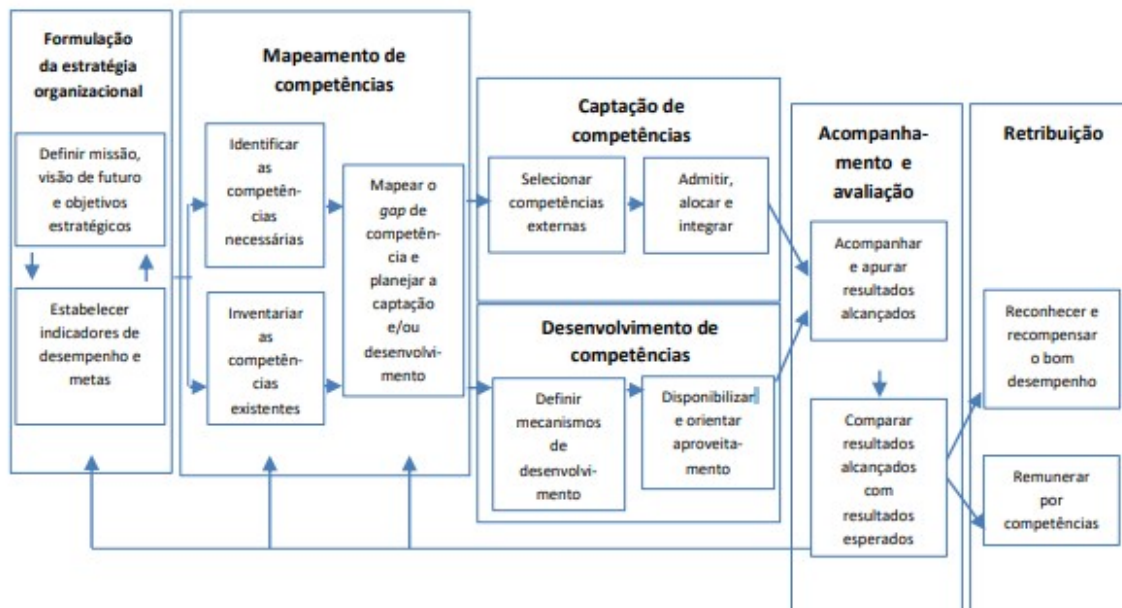 Formulação
da estratégia
organizacional
Definir missão,
visão de futuro
e objetivos
estratégicos
Estabelecer
indicadores de
desempenho e
metas
Mapeamento de
competências
Identificar
as
competên-
cias
necessárias
Inventariar
as
competên-
cias
existentes
Mapear o
gap de
competên-
cia e
planejar a
captação
e/ou
desenvolvi-
mento
Captação de
competências
Selecionar
competências
externas
Admitir,
alocar e
integrar
Desenvolvimento de
competências
Definir
mecanismos
de
desenvolvi-
mento
Disponibilizar
e orientar
aproveita-
mento
Acompanha-
mento e
avaliação
Acompanhar
e apurar
resultados
alcançados
Comparar
resultados
alcançados
com
resultados
esperados
Retribuição
Reconhecer e
recompensar
o bom
desempenho
Remunerar
por
competências